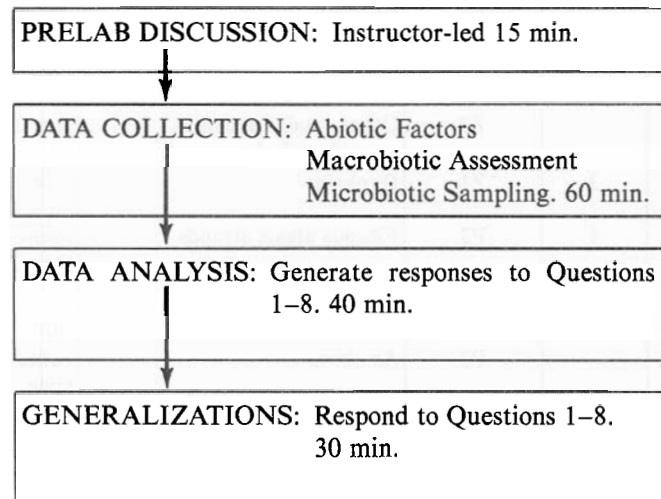 PRELAB DISCUSSION: Instructor-led 15 min.
DATA COLLECTION: Abiotic Factors
Macrobiotic Assessment
Microbiotic Sampling. 60 min.
DATA ANALYSIS: Generate responses to Questions
1–8. 40 min.
GENERALIZATIONS: Respond to Questions 1–8.
30 min.